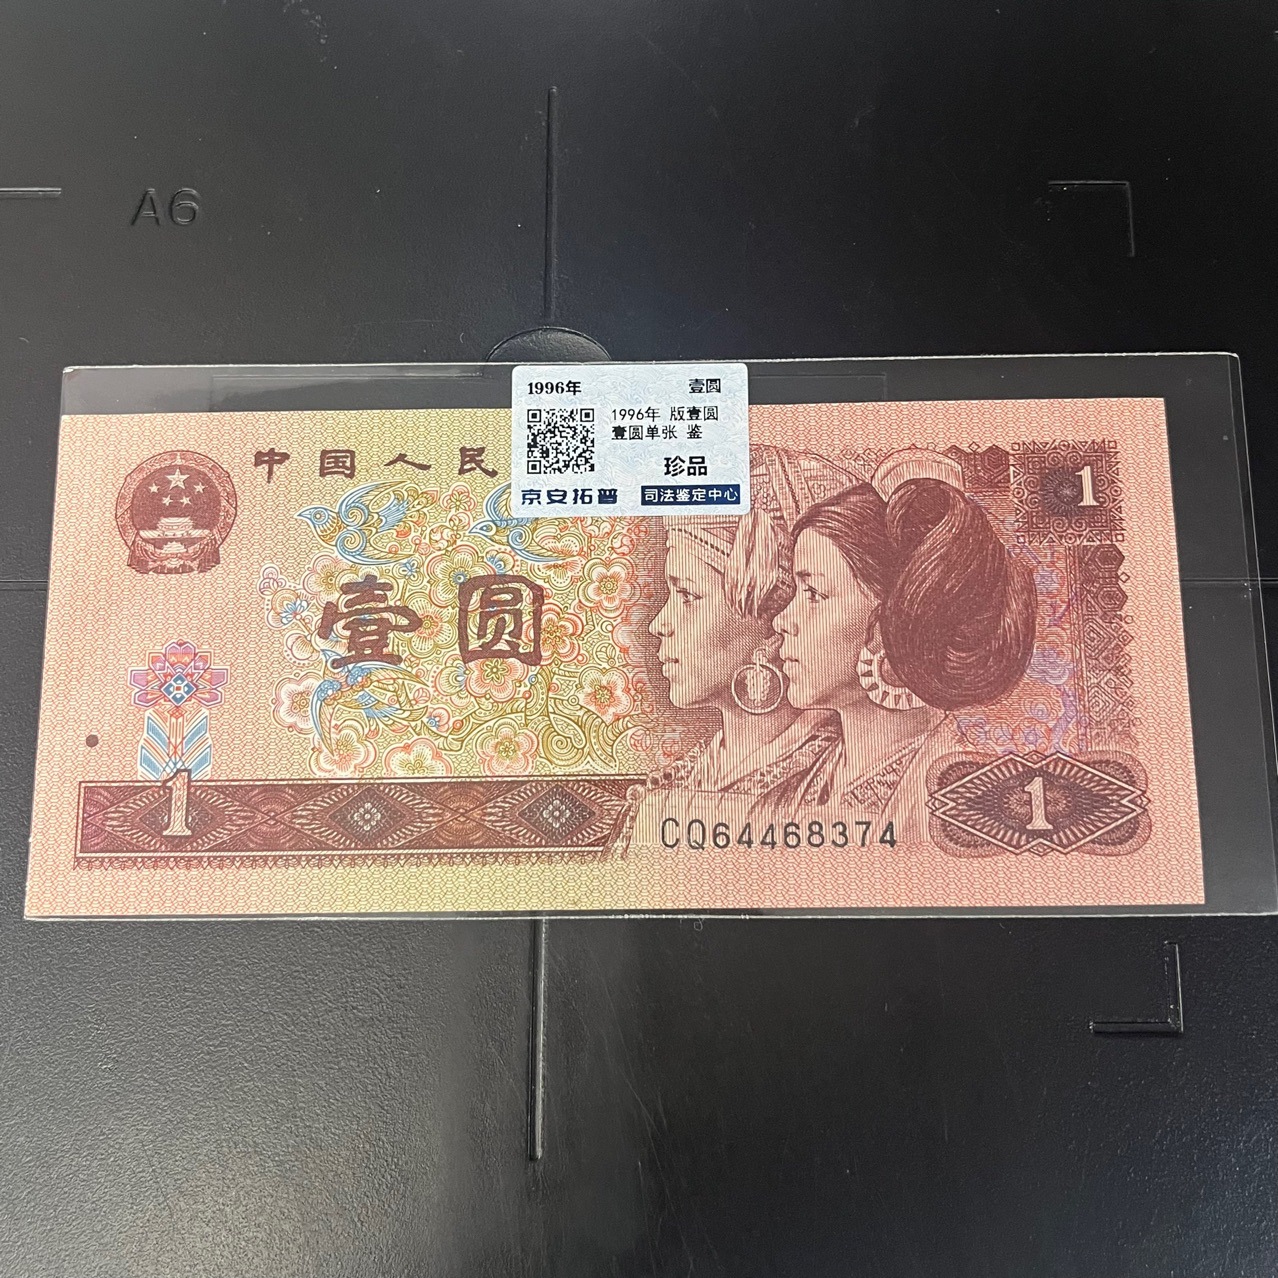 A6
1996年 壹圆
1996年 版壹圆
壹圆单张 鉴
珍品
京安拓普 司法鉴定中心
中国人民
1
壹圆
1
CQ64468374
1